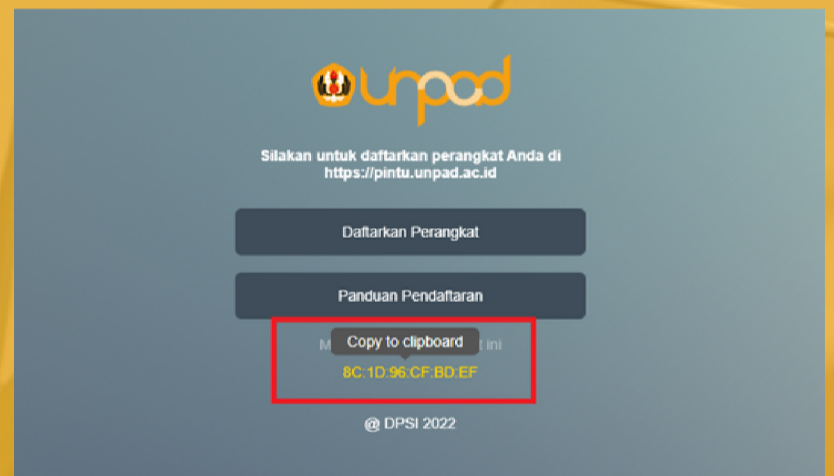 unpad
Silakan untuk daftarkan perangkat Anda di
https://pintu.unpad.ac.id
Daftarkan Perangkat
Panduan Pendaftaran
Copy to clipboard
ini
8C:1D:96:CF:BD:EF
@ DPSI 2022